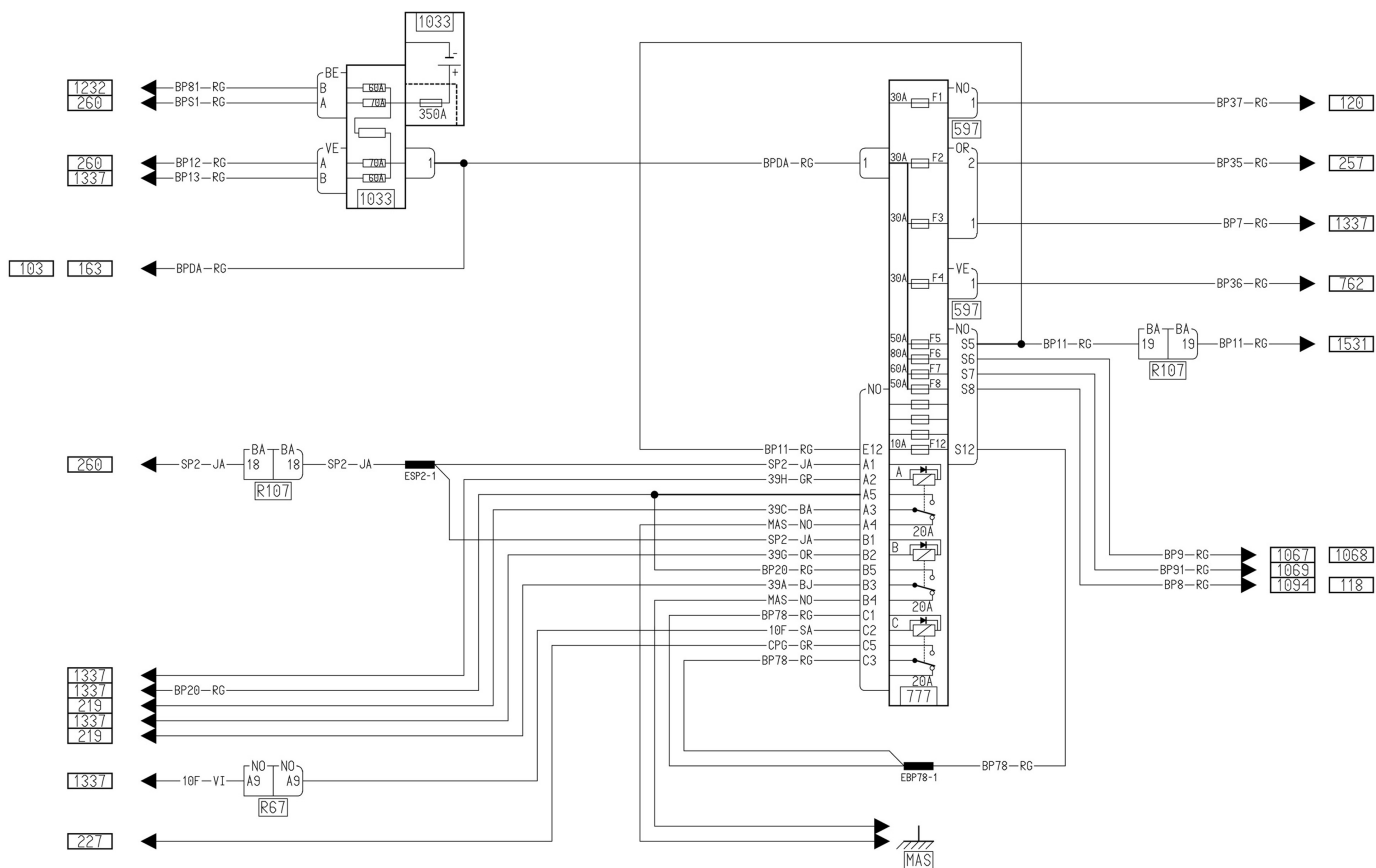 1033
BE
1232 BP81-RG B 60A - 30A F1 NO
260 BPS1-RG A 70A + 1 BP37-RG 120
350A
597
VE OR
260 BP12-RG A 70A 1 BPDA-RG 1 30A F2 2 BP35-RG 257
1337 BP13-RG B 60A
1033
30A F3 1 BP7-RG 1337
103 163 BPDA-RG VE
30A F4 1 BP36-RG 762
597
NO BA BA
50A F5 S5 BP11-RG 19 19 BP11-RG 1531
80A F6 S6
60A F7 S7 R107
NO 50A F8 S8
BA BA BP11-RG E12 10A F12 S12
260 SP2-JA 18 18 SP2-JA SP2-JA A1
ESP2-1 39H-GR A2 A
R107 A5
39C-BA A3
MAS-NO A4 20A
SP2-JA B1
39G-OR B2 B BP9-RG 1067 1068
BP20-RG B5 BP91-RG 1069
39A-BJ B3 BP8-RG 1094 118
MAS-NO B4 20A
BP78-RG C1
10F-SA C2 C
CPG-GR C5
BP78-RG C3
1337 20A
1337 BP20-RG 777
219
1337
219
NO NO BP78-RG
1337 10F-VI A9 A9 EBP78-1
R67
227
MAS